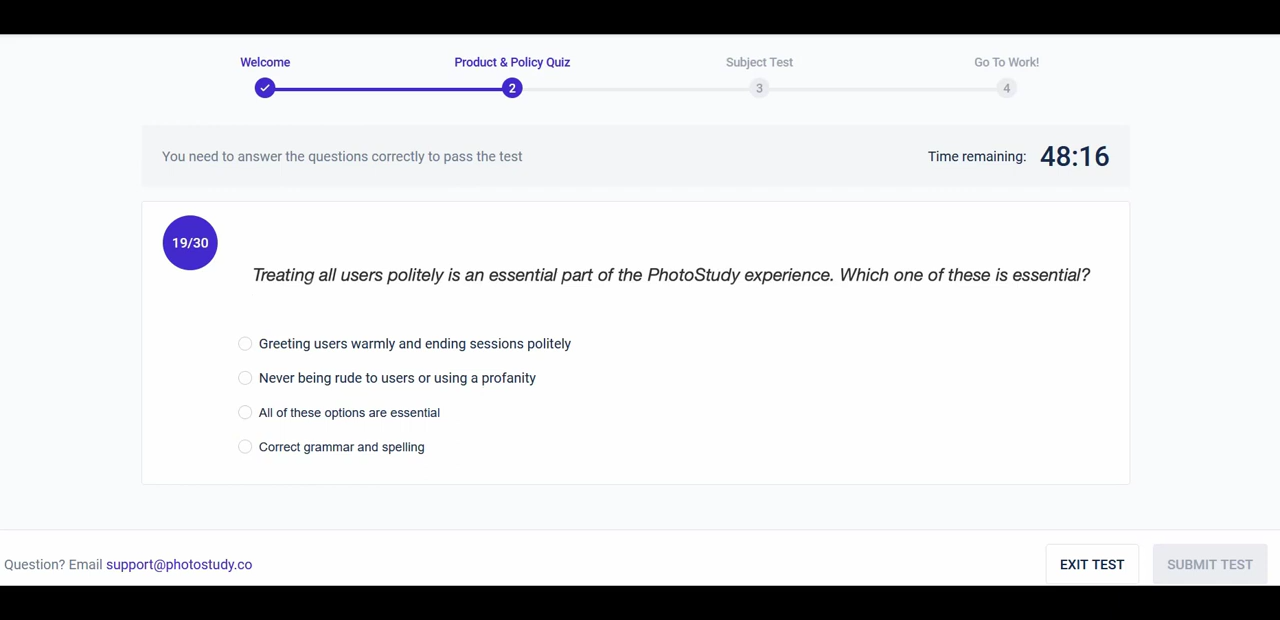 Welcome
Product & Policy Quiz
Subject Test
Go To Work!
2
3
4
You need to answer the questions correctly to pass the test
Time remaining: 48:16
19/30
Treating all users politely is an essential part of the PhotoStudy experience. Which one of these is essential?
Greeting users warmly and ending sessions politely
Never being rude to users or using a profanity
All of these options are essential
Correct grammar and spelling
Question? Email support@photostudy.co
EXIT TEST
SUBMIT TEST